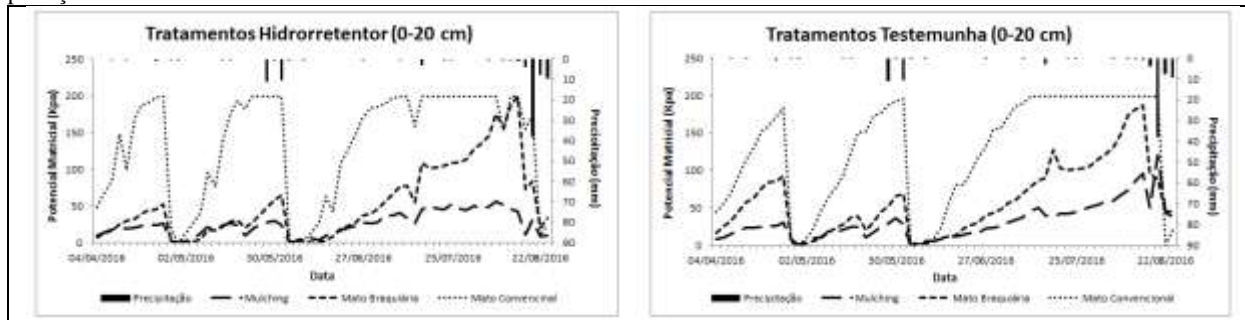 Tratamentos Hidrorretentor (0-20 cm)
Potencial Matricial (Kpa)
250
200
150
100
50
0
0
10
20
30
40
50
60
70
80
90
Precipitação (mm)
04/04/2016 02/05/2016 30/05/2016 27/06/2016 25/07/2016 22/08/2016
Data
Precipitação Mulching Mato Braquiária Mato Convencinal
Tratamentos Testemunha (0-20 cm)
Potencial Matricial (Kpa)
250
200
150
100
50
0
0
10
20
30
40
50
60
70
80
90
Precipitação (mm)
04/04/2016 02/05/2016 30/05/2016 27/06/2016 25/07/2016 22/08/2016
Data
Precipitação Mulching Mato Braquiária Mato Convencional